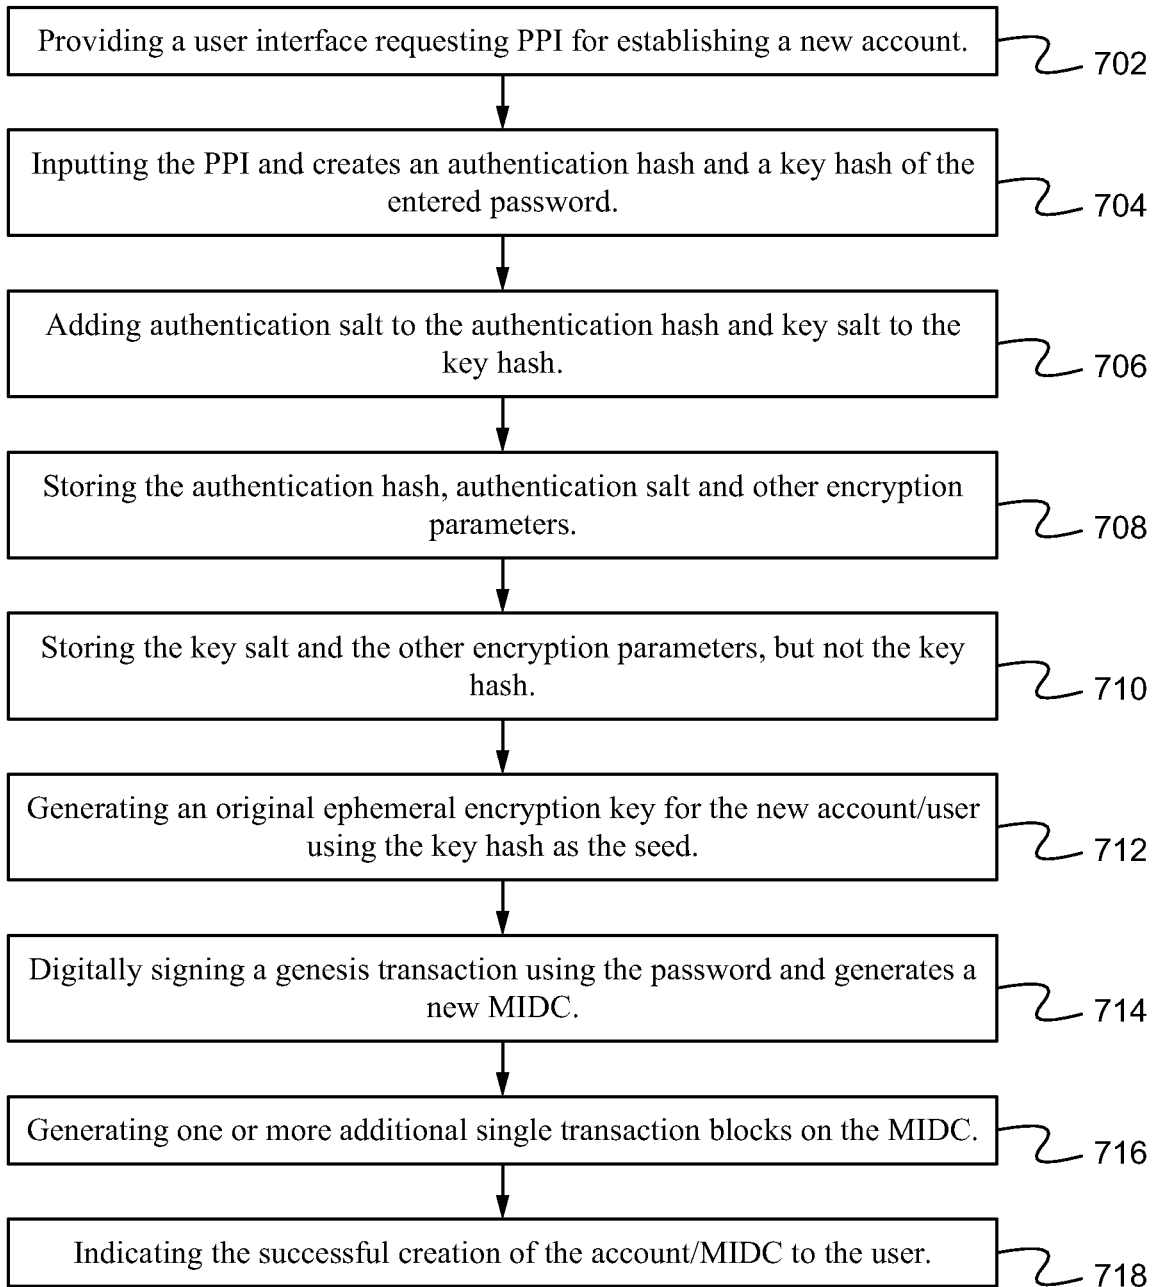 Providing a user interface requesting PPI for establishing a new account.
702
Inputting the PPI and creates an authentication hash and a key hash of the
entered password.
704
Adding authentication salt to the authentication hash and key salt to the
key hash.
706
Storing the authentication hash, authentication salt and other encryption
parameters.
708
Storing the key salt and the other encryption parameters, but not the key
hash.
710
Generating an original ephemeral encryption key for the new account/user
using the key hash as the seed.
712
Digitally signing a genesis transaction using the password and generates a
new MIDC.
714
Generating one or more additional single transaction blocks on the MIDC.
716
Indicating the successful creation of the account/MIDC to the user.
718